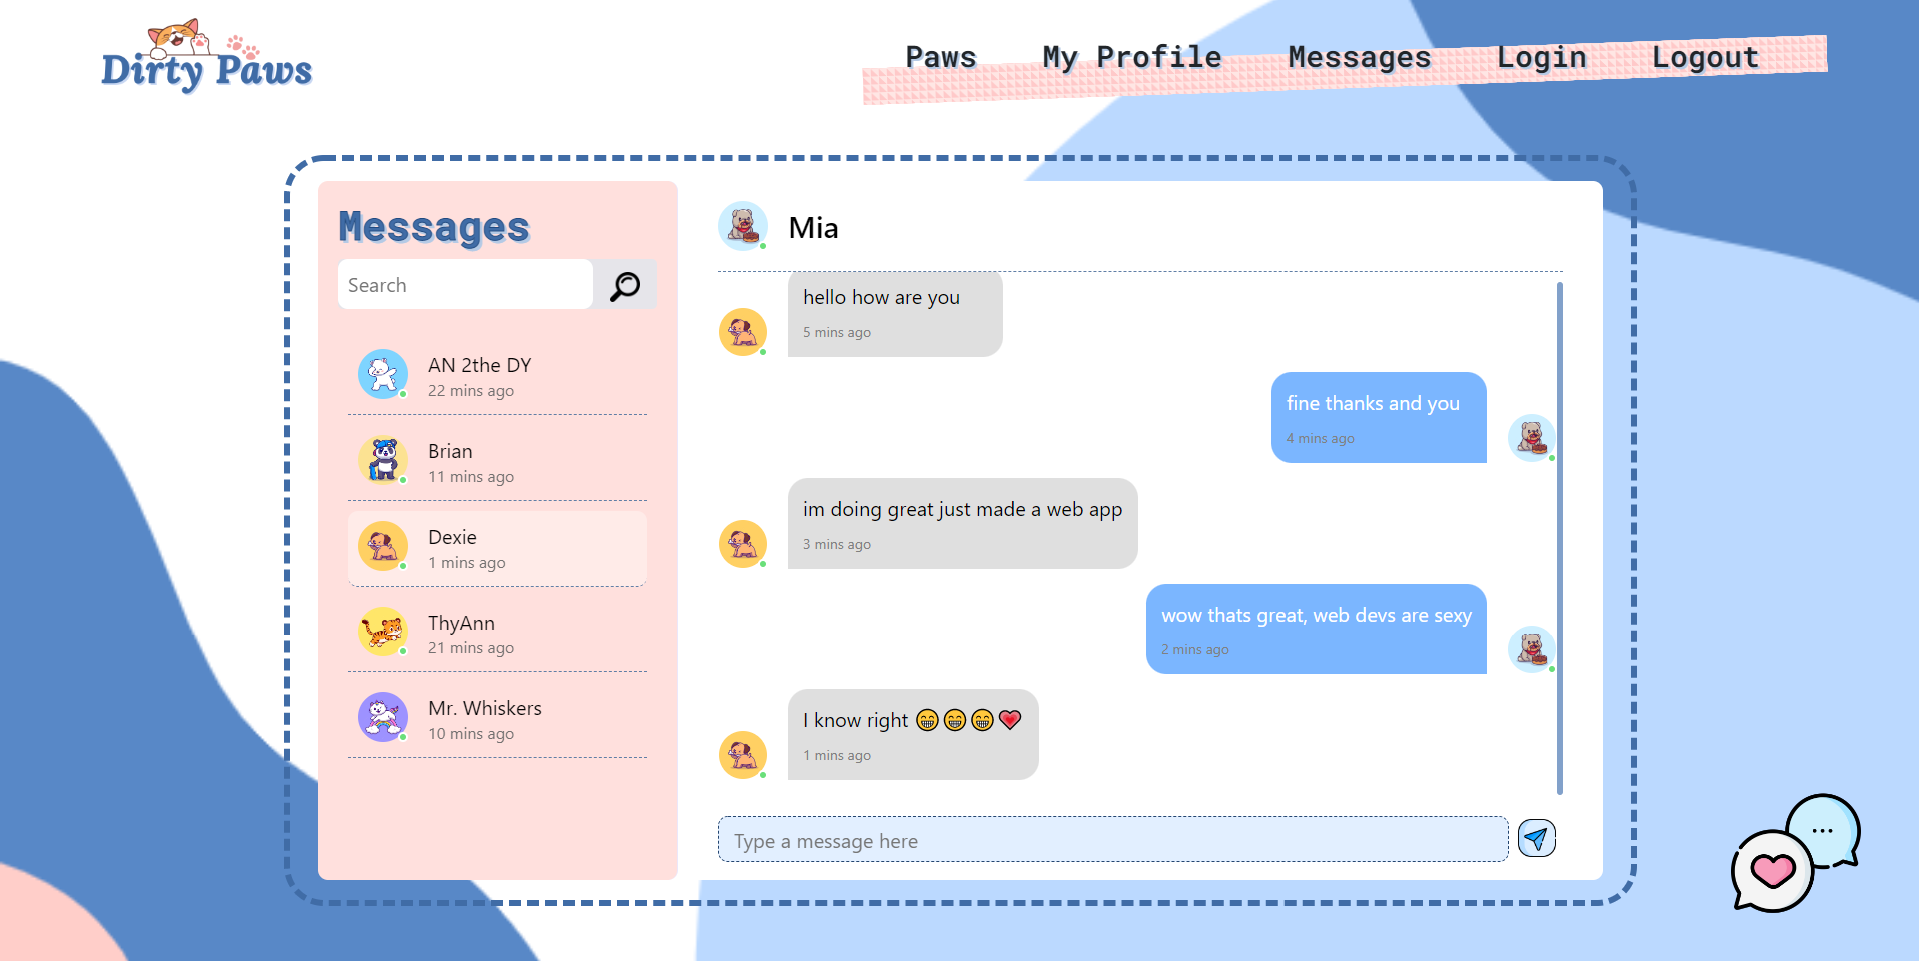 Dirty Paws
Paws My Profile Messages Login Logout
Messages
Search
AN 2the DY
22 mins ago
Brian
11 mins ago
Dexie
1 mins ago
ThyAnn
21 mins ago
Mr. Whiskers
10 mins ago
Mia
hello how are you
5 mins ago
fine thanks and you
4 mins ago
im doing great just made a web app
3 mins ago
wow thats great, web devs are sexy
2 mins ago
I know right 😁😁😁💗
1 mins ago
Type a message here